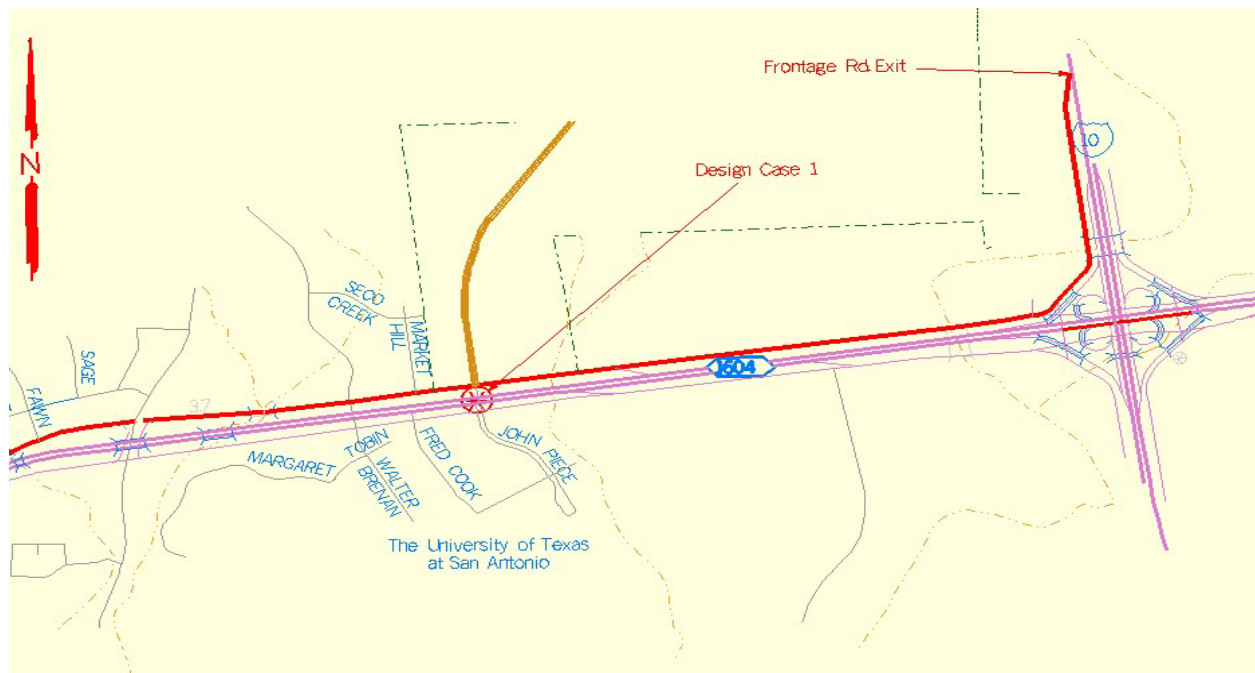 Frontage Rd. Exit
N
10
Design Case 1
SECO
CREEK
MARKET
HILL
SAGE
FAWN
1604
37
TOBIN
MARGARET
WALTER
BRENAN
FRED COOK
JOHN PIECE
The University of Texas
at San Antonio